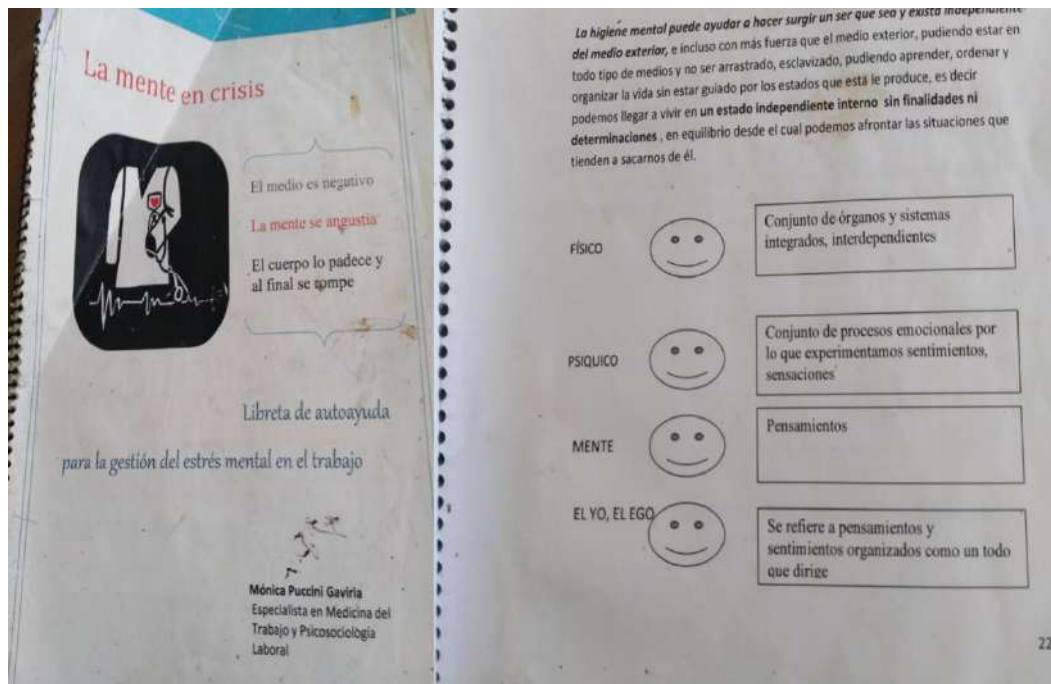 La mente en crisis
El medio es negativo
La mente se angustia
El cuerpo lo padece y
al final se rompe
Libreta de autoayuda
para la gestión del estrés mental en el trabajo
Mónica Puccini Gaviria
Especialista en Medicina del
Trabajo y Psicosociología
Laboral
La higiene mental puede ayudar a hacer surgir un ser que sea y exista independiente
del medio exterior, e incluso con más fuerza que el medio exterior, pudiendo estar en
todo tipo de medios y no ser arrastrado, esclavizado, pudiendo aprender, ordenar y
organizar la vida sin estar guiado por los estados que esta le produce, es decir
podemos llegar a vivir en un estado independiente interno sin finalidades ni
determinaciones , en equilibrio desde el cual podemos afrontar las situaciones que
tienden a sacarnos de él.
FÍSICO
Conjunto de órganos y sistemas
integrados, interdependientes
PSIQUICO
Conjunto de procesos emocionales por
lo que experimentamos sentimientos,
sensaciones
MENTE
Pensamientos
EL YO, EL EGO
Se refiere a pensamientos y
sentimientos organizados como un todo
que dirige
22